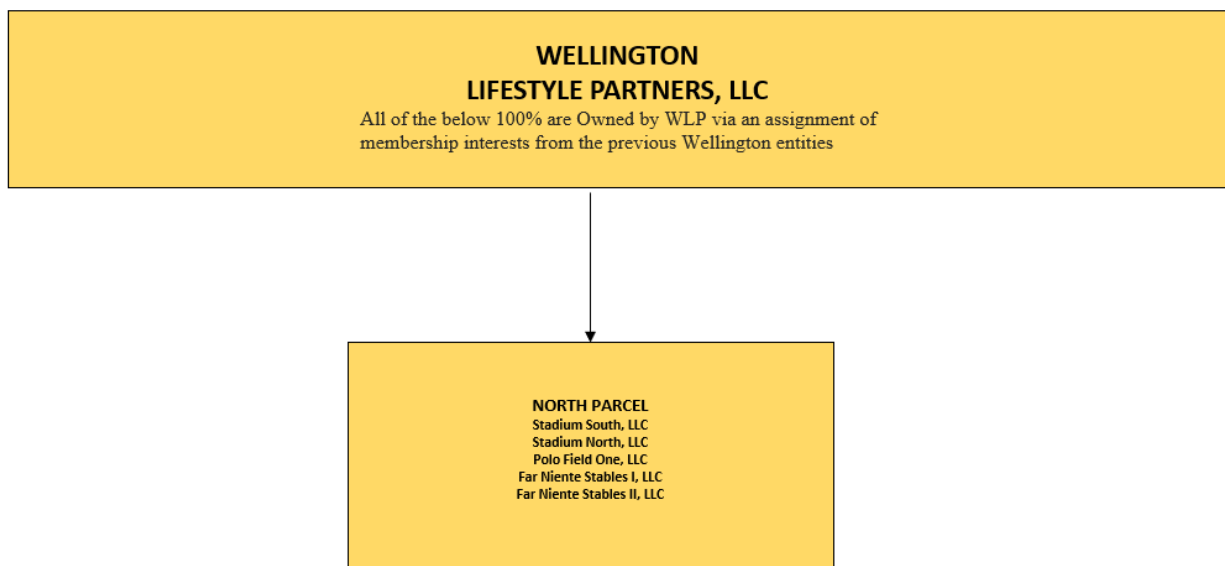 WELLINGTON
LIFESTYLE PARTNERS, LLC
All of the below 100% are Owned by WLP via an assignment of
membership interests from the previous Wellington entities
NORTH PARCEL
Stadium South, LLC
Stadium North, LLC
Polo Field One, LLC
Far Niente Stables I, LLC
Far Niente Stables II, LLC